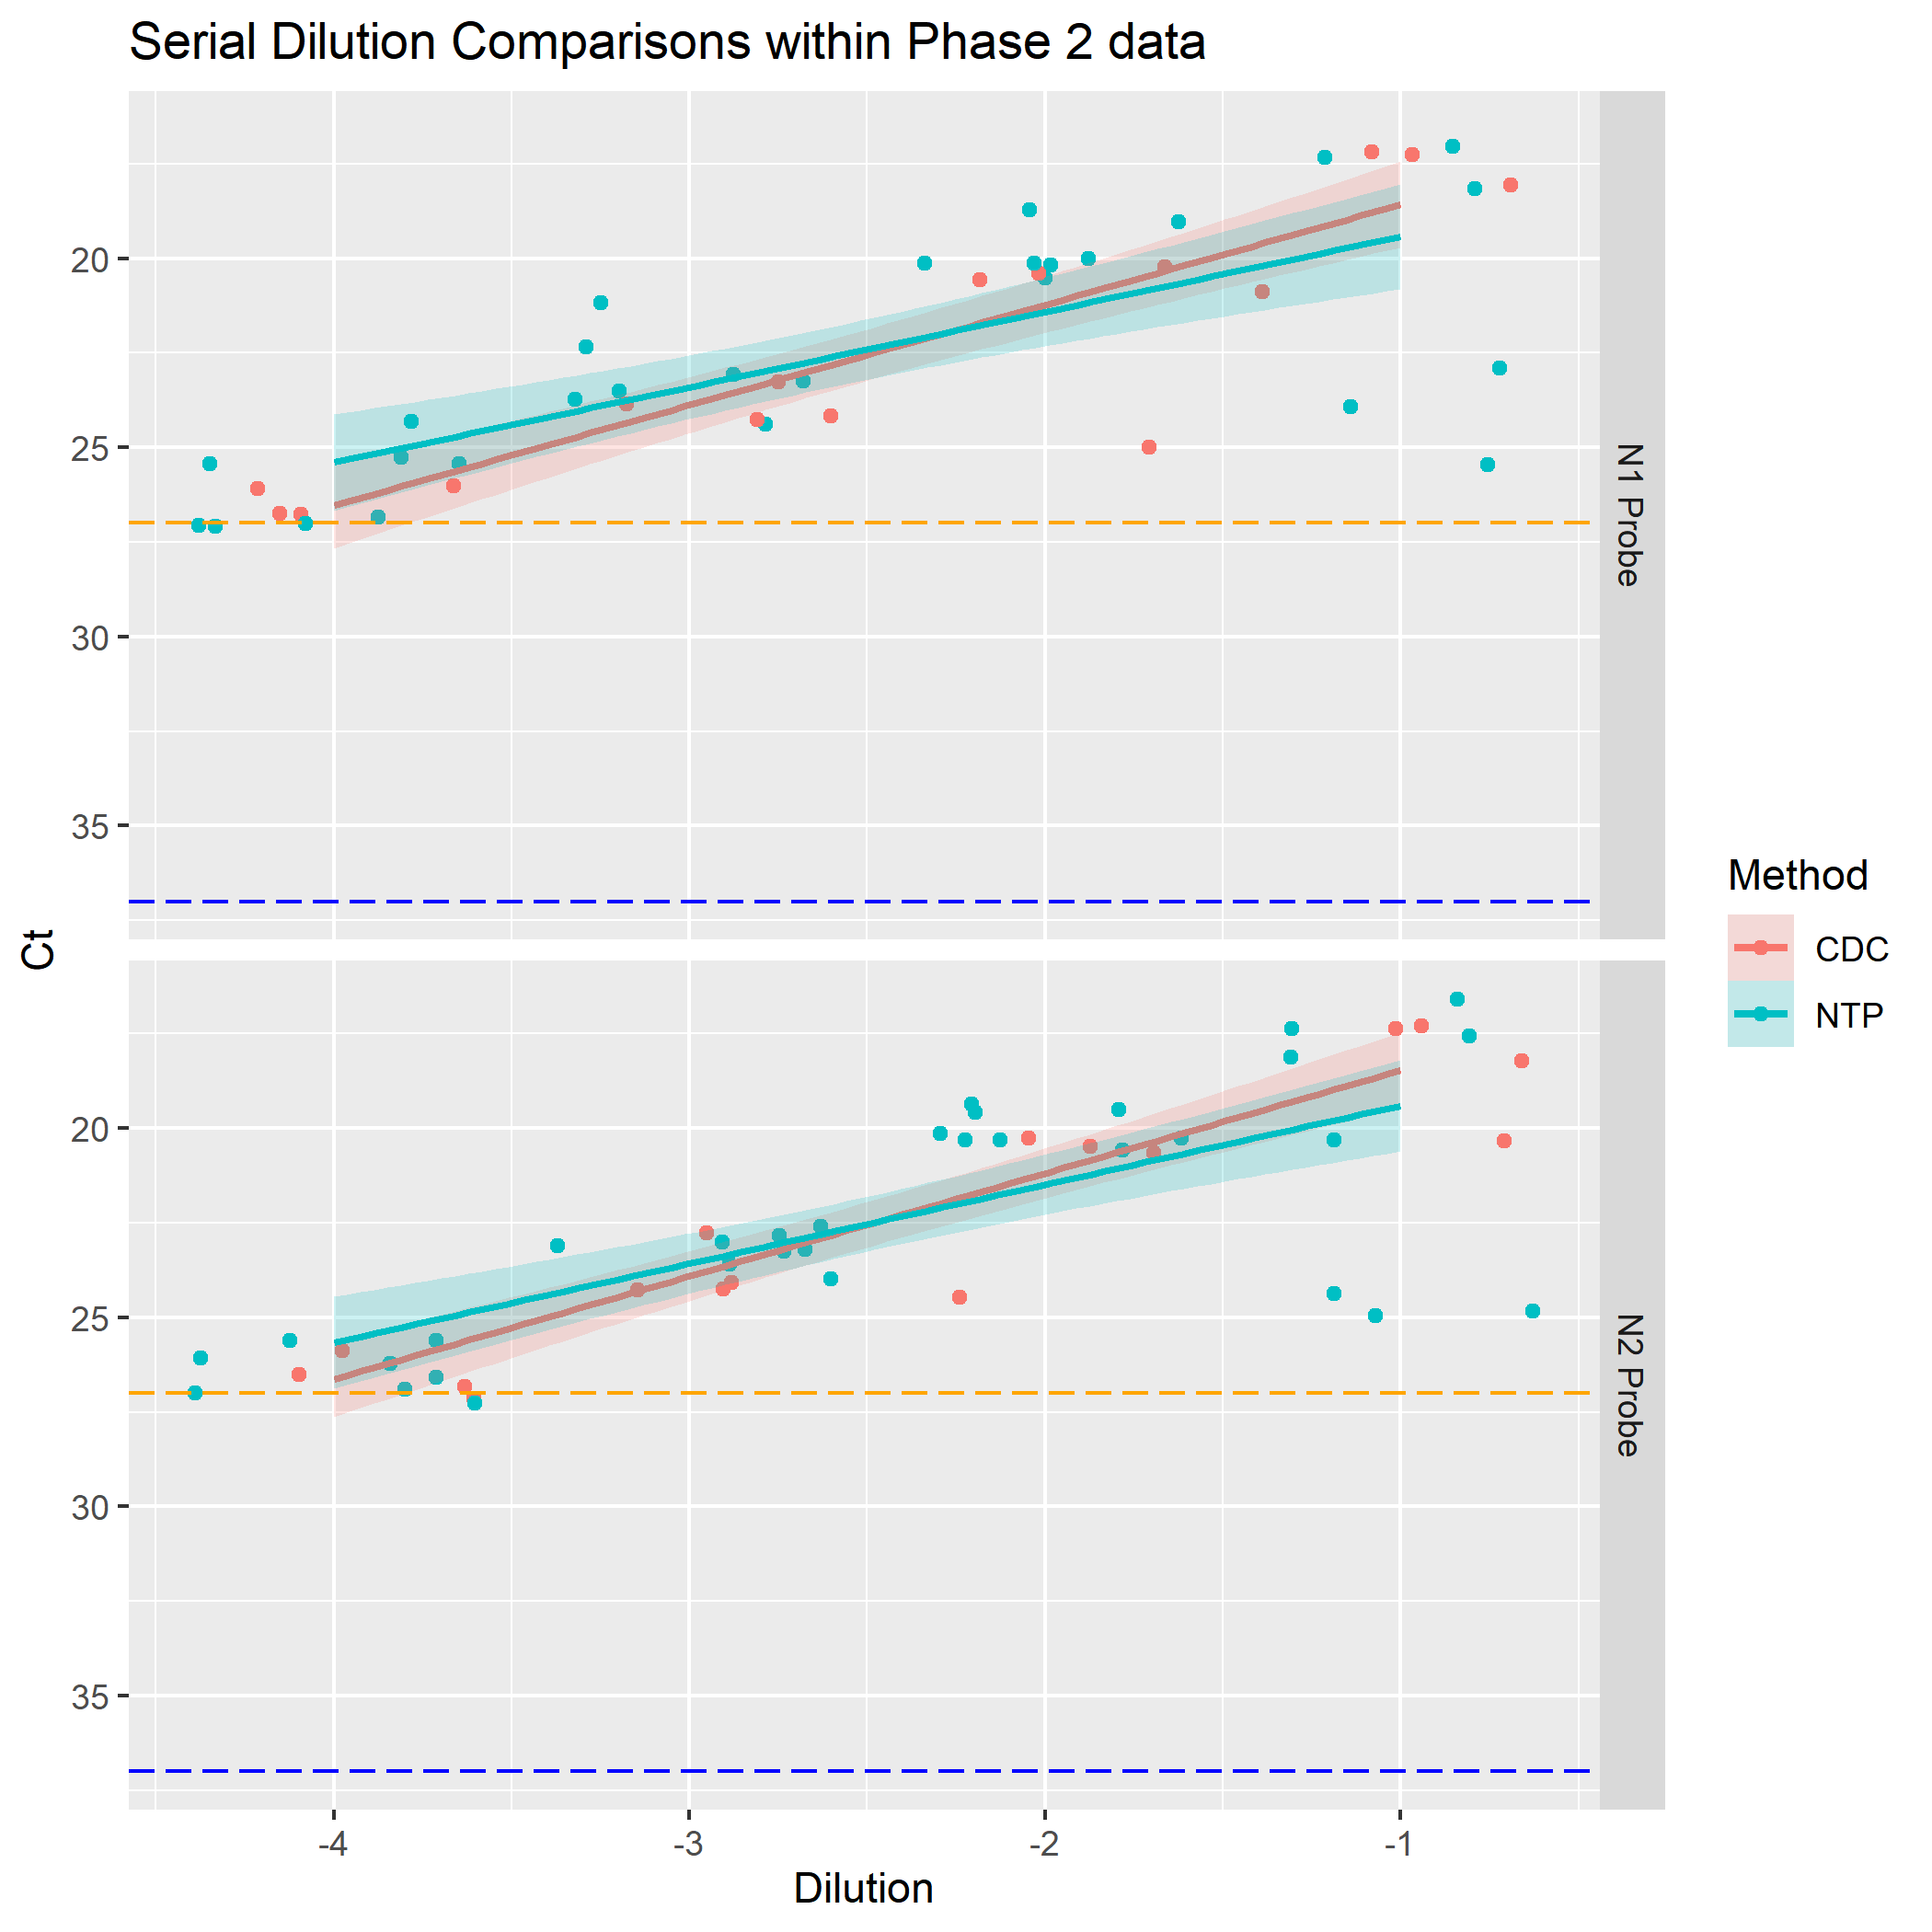 Serial Dilution Comparisons within Phase 2 data
20
25
30
35
N1 Probe
20
25
30
35
N2 Probe
Ct
-4
-3
-2
-1
Dilution
Method
CDC
NTP